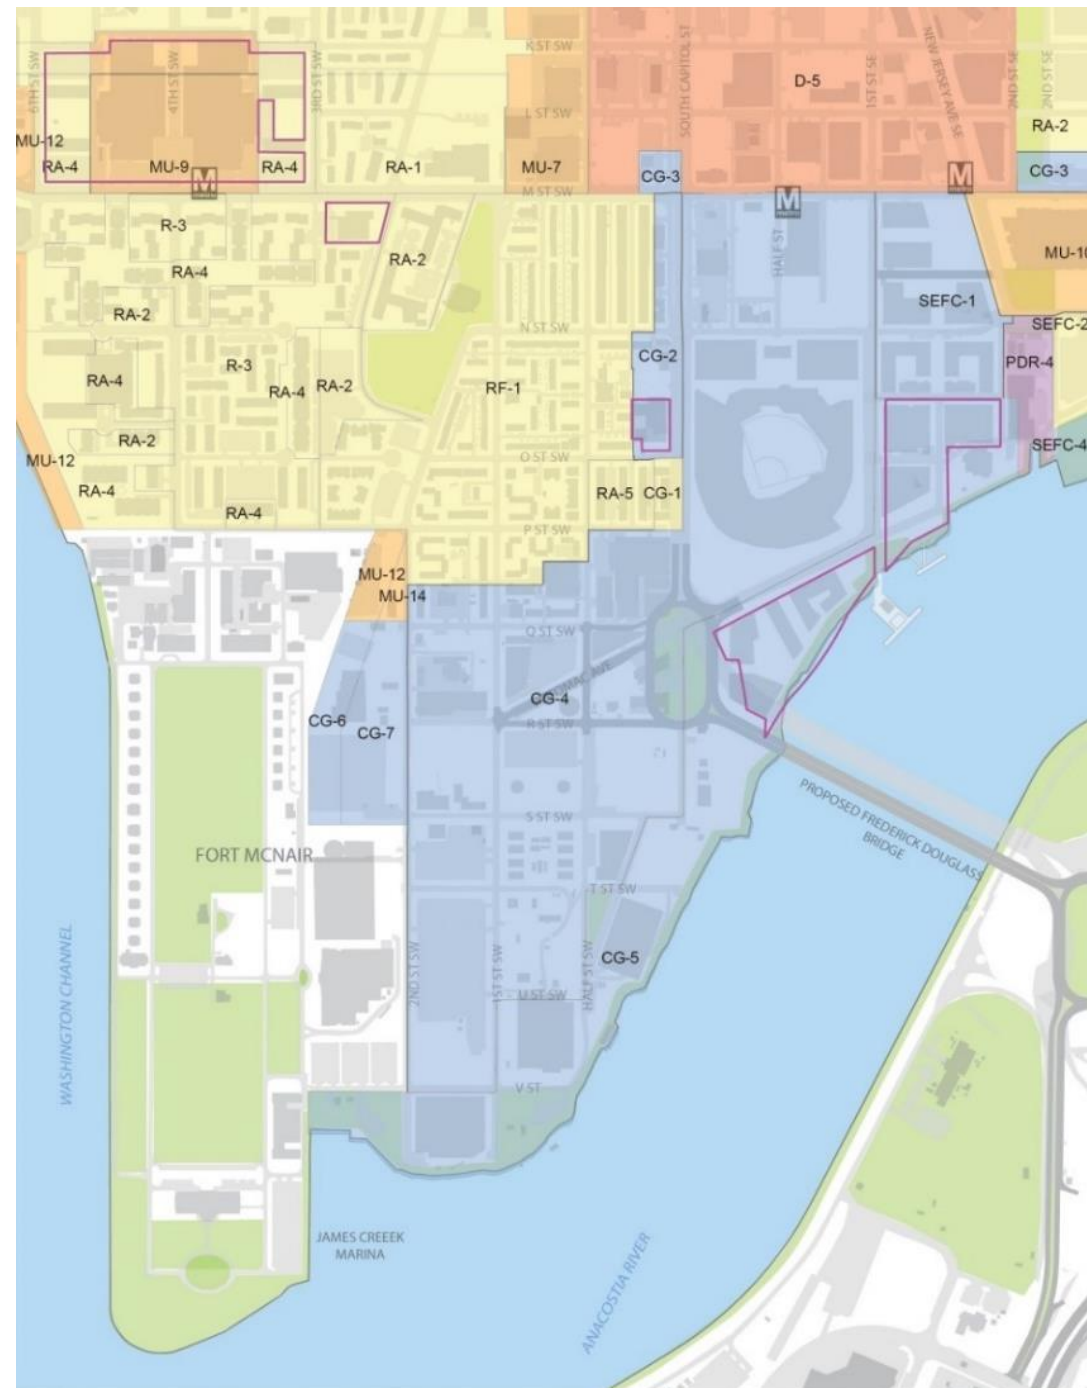 K ST SW
6TH ST SW
4TH ST SW
3RD ST SW
SOUTH CAPITOL ST
1ST ST SE
NEW JERSEY AVE SE
2ND ST SE
2ND ST SE
D-5
L ST SW
RA-2
MU-12
RA-4
MU-9
RA-4
RA-1
MU-7
CG-3
CG-3
M
M
M
M ST SW
R-3
HALF ST
MU-10
RA-4
RA-2
SEFC-1
RA-2
N ST SW
SEFC-2
CG-2
PDR-4
R-3
RA-4
RA-4
RA-2
RF-1
RA-2
SEFC-4
MU-12
O ST SW
RA-4
RA-5
CG-1
RA-4
P ST SW
MU-12
MU-14
Q ST SW
CG-4
CG-6
CG-7
R ST SW
PROPOSED FREDERICK DOUGLASS
BRIDGE
S ST SW
FORT MCNAIR
T ST SW
WASHINGTON CHANNEL
2ND ST SW
1ST ST SW
HALF ST SW
CG-5
U ST SW
V ST
JAMES CREEEK
MARINA
ANACOSTIA RIVER